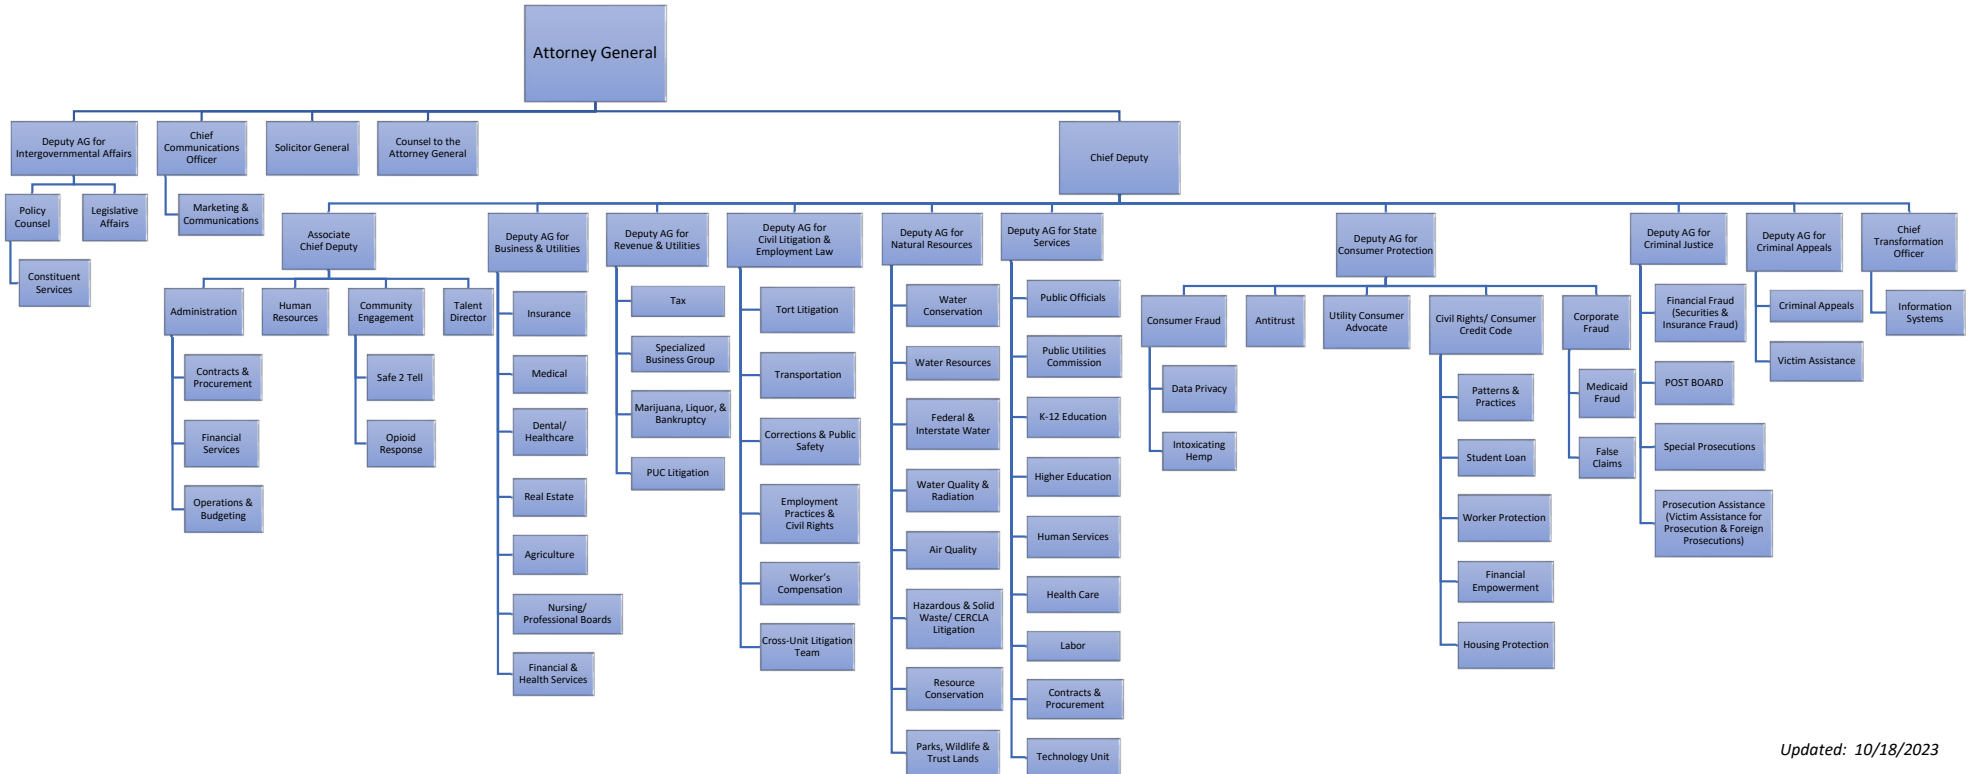 Attorney General
Deputy AG for
Intergovernmental Affairs
Chief
Communications
Officer
Solicitor General
Counsel to the
Attorney General
Chief Deputy
Policy
Counsel
Legislative
Affairs
Marketing &
Communications
Constituent
Services
Associate
Chief Deputy
Deputy AG for
Business & Utilities
Deputy AG for
Revenue & Utilities
Deputy AG for
Civil Litigation &
Employment Law
Deputy AG for
Natural Resources
Deputy AG for State
Services
Deputy AG for
Consumer Protection
Deputy AG for
Criminal Justice
Deputy AG for
Criminal Appeals
Chief
Transformation
Officer
Administration
Human
Resources
Community
Engagement
Talent
Director
Contracts &
Procurement
Financial
Services
Operations &
Budgeting
Safe 2 Tell
Opioid
Response
Insurance
Medical
Dental/
Healthcare
Real Estate
Agriculture
Nursing/
Professional Boards
Financial &
Health Services
Tax
Specialized
Business Group
Marijuana, Liquor, &
Bankruptcy
PUC Litigation
Tort Litigation
Transportation
Corrections & Public
Safety
Employment
Practices &
Civil Rights
Worker's
Compensation
Cross-Unit Litigation
Team
Water
Conservation
Water Resources
Federal &
Interstate Water
Water Quality &
Radiation
Air Quality
Hazardous & Solid
Waste/ CERCLA
Litigation
Resource
Conservation
Parks, Wildlife &
Trust Lands
Public Officials
Public Utilities
Commission
K-12 Education
Higher Education
Human Services
Health Care
Labor
Contracts &
Procurement
Technology Unit
Consumer Fraud
Antitrust
Utility Consumer
Advocate
Civil Rights/ Consumer
Credit Code
Corporate
Fraud
Data Privacy
Intoxicating
Hemp
Patterns &
Practices
Student Loan
Worker Protection
Financial
Empowerment
Housing Protection
Medicaid
Fraud
False
Claims
Financial Fraud
(Securities &
Insurance Fraud)
POST BOARD
Special Prosecutions
Prosecution Assistance
(Victim Assistance for
Prosecution & Foreign
Prosecutions)
Criminal Appeals
Victim Assistance
Information
Systems
Updated: 10/18/2023